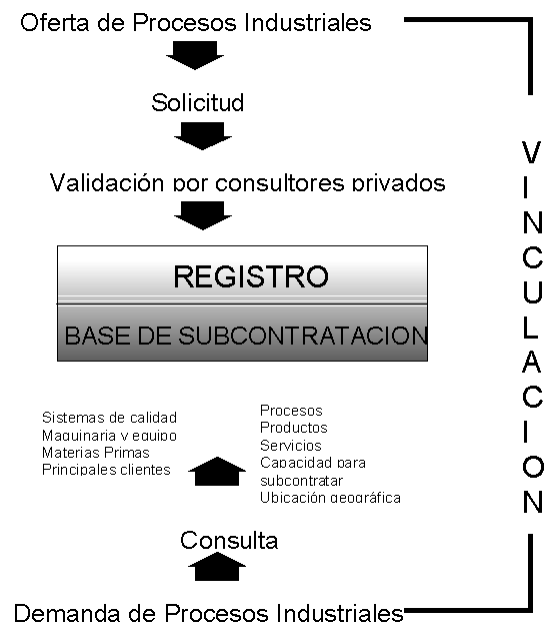 Oferta de Procesos Industriales
Solicitud
Validación por consultores privados
REGISTRO
BASE DE SUBCONTRATACION
Sistemas de calidad
Maquinaria y equipo
Materias Primas
Principales clientes
Procesos
Productos
Servicios
Capacidad para
subcontratar
Ubicación geográfica
Consulta
Demanda de Procesos Industriales
VINCULACION